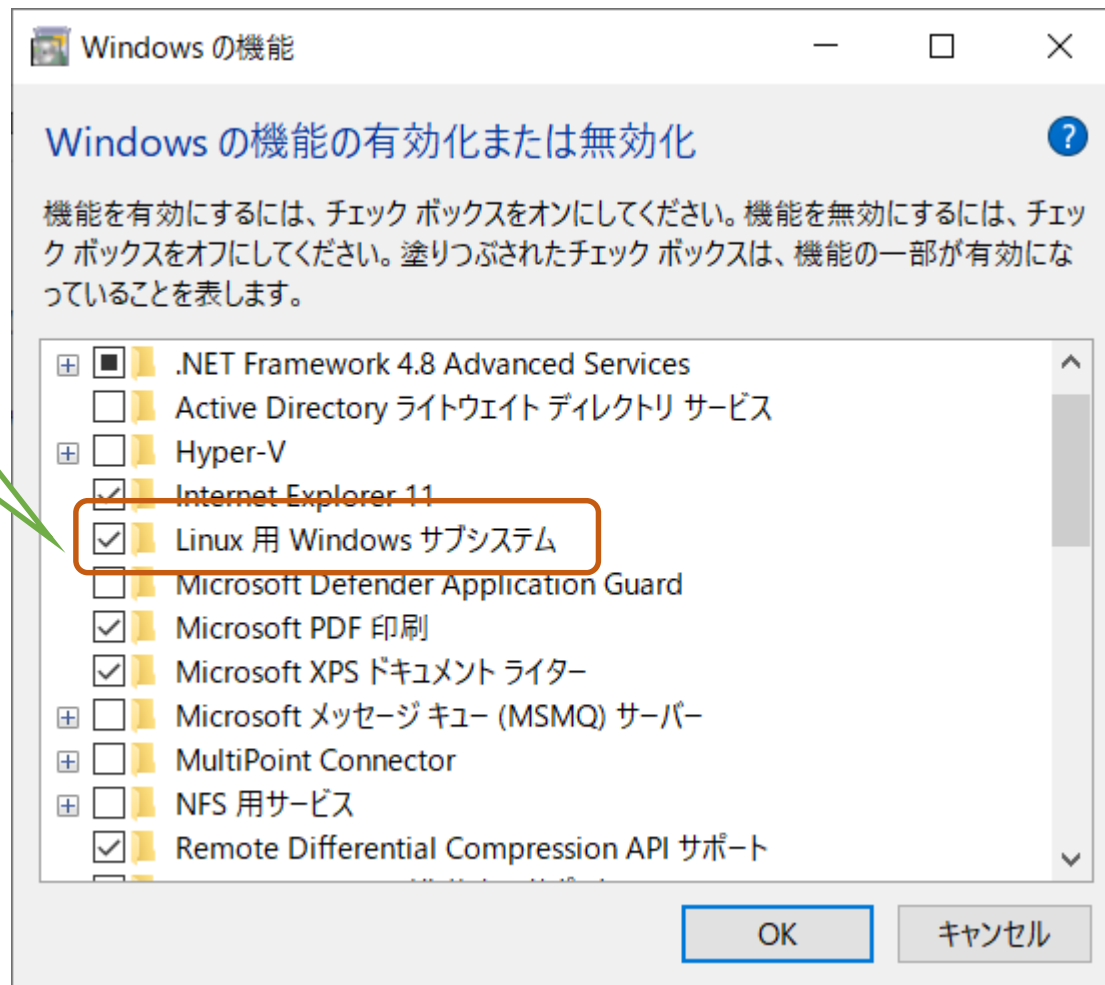 Windows の機能
Windows の機能の有効化または無効化
機能を有効にするには、チェック ボックスをオンにしてください。機能を無効にするには、チェッ
ク ボックスをオフにしてください。塗りつぶされたチェック ボックスは、機能の一部が有効にな
っていることを表します。
.NET Framework 4.8 Advanced Services
Active Directory ライトウェイト ディレクトリ サービス
Hyper-V
Internet Explorer 11
Linux 用 Windows サブシステム
Microsoft Defender Application Guard
Microsoft PDF 印刷
Microsoft XPS ドキュメント ライター
Microsoft メッセージ キュー (MSMQ) サーバー
MultiPoint Connector
NFS 用サービス
Remote Differential Compression API サポート
OK
キャンセル